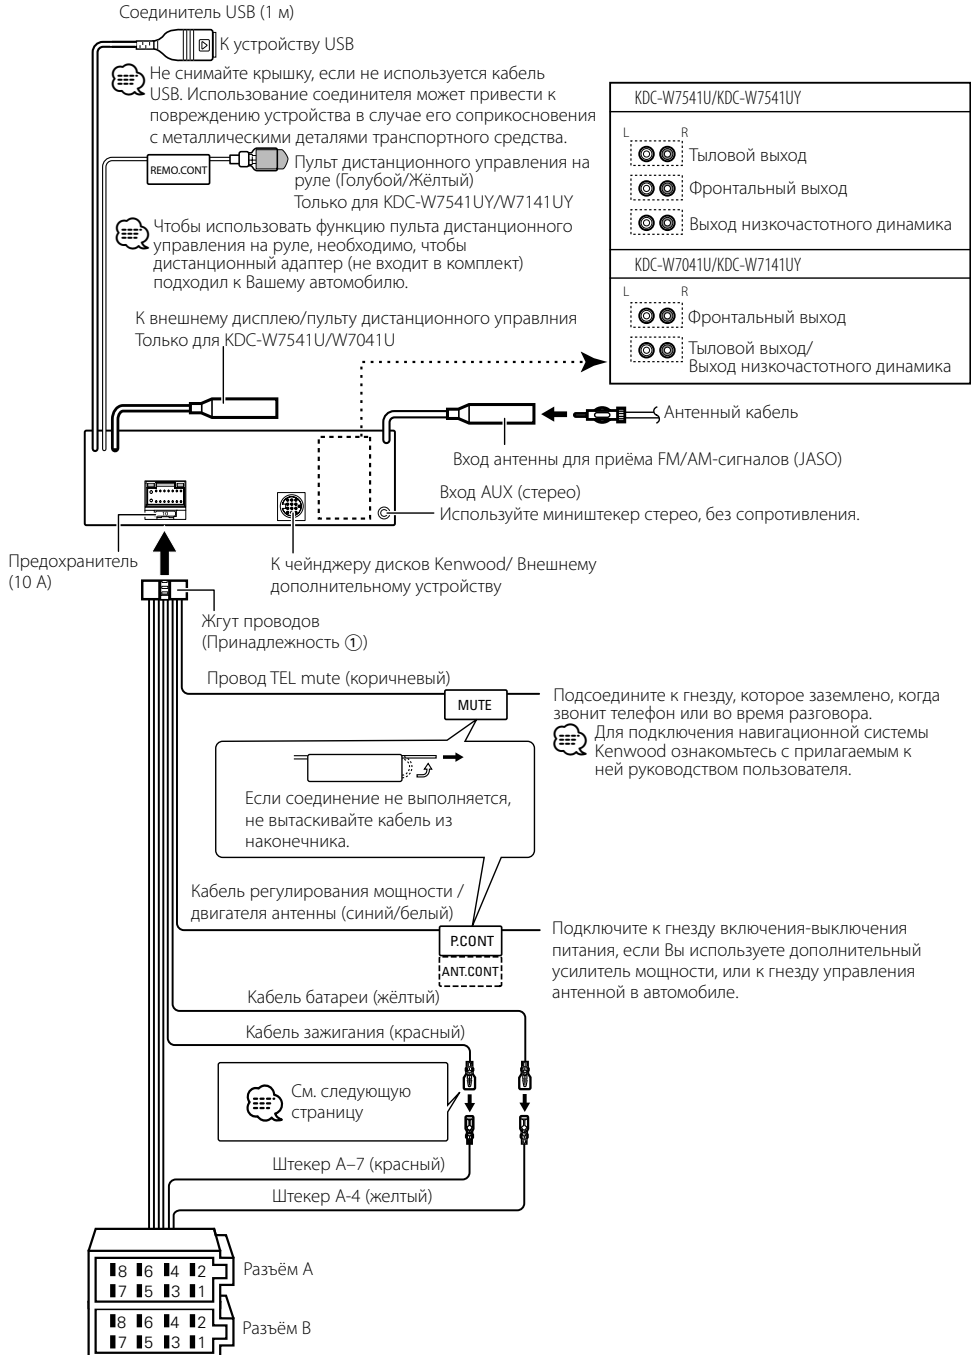 Соединитель USB (1 м)
К устройству USB
Не снимайте крышку, если не используется кабель
USB. Использование соединителя может привести к
повреждению устройства в случае его соприкосновения
с металлическими деталями транспортного средства.
REMO.CONT
Пульт дистанционного управления на
руле (Голубой/Жёлтый)
Только для KDC-W7541UY/W7141UY
Чтобы использовать функцию пульта дистанционного
управления на руле, необходимо, чтобы
дистанционный адаптер (не входит в комплект)
подходил к Вашему автомобилю.
К внешнему дисплею/пульту дистанционного управлния
Только для KDC-W7541U/W7041U
KDC-W7541U/KDC-W7541UY
L R
Тыловой выход
Фронтальный выход
Выход низкочастотного динамика
KDC-W7041U/KDC-W7141UY
L R
Фронтальный выход
Тыловой выход/
Выход низкочастотного динамика
Антенный кабель
Вход антенны для приёма FM/AM-сигналов (JASO)
Вход AUX (стерео)
Используйте миништекер стерео, без сопротивления.
Предохранитель
(10 A)
К чейнджеру дисков Kenwood/ Внешнему
дополнительному устройству
Жгут проводов
(Принадлежность ①)
Провод TEL mute (коричневый)
MUTE
Подсоедините к гнезду, которое заземлено, когда
звонит телефон или во время разговора.
Для подключения навигационной системы
Kenwood ознакомьтесь с прилагаемым к
ней руководством пользователя.
Если соединение не выполняется,
не вытаскивайте кабель из
наконечника.
Кабель регулирования мощности /
двигателя антенны (синий/белый)
P.CONT
ANT.CONT
Подключите к гнезду включения-выключения
питания, если Вы используете дополнительный
усилитель мощности, или к гнезду управления
антенной в автомобиле.
Кабель батареи (жёлтый)
Кабель зажигания (красный)
См. следующую
страницу
Штекер A–7 (красный)
Штекер A-4 (желтый)
8 6 4 2
7 5 3 1
Разъём A
8 6 4 2
7 5 3 1
Разъём B